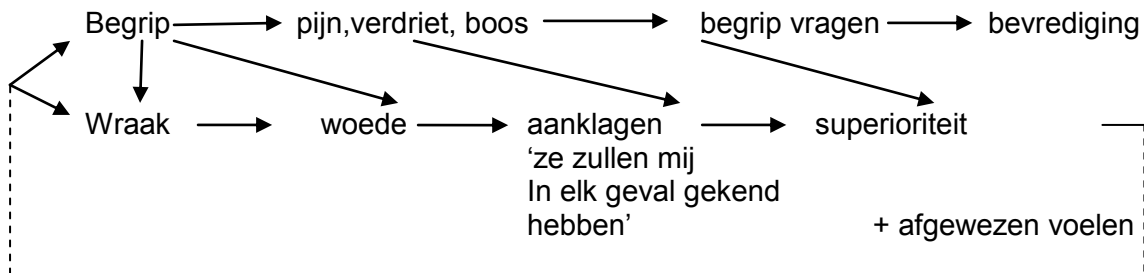 Begrip pijn,verdriet, boos begrip vragen bevrediging
Wraak woede aanklagen superioriteit
‘ze zullen mij
In elk geval gekend
hebben’ + afgewezen voelen